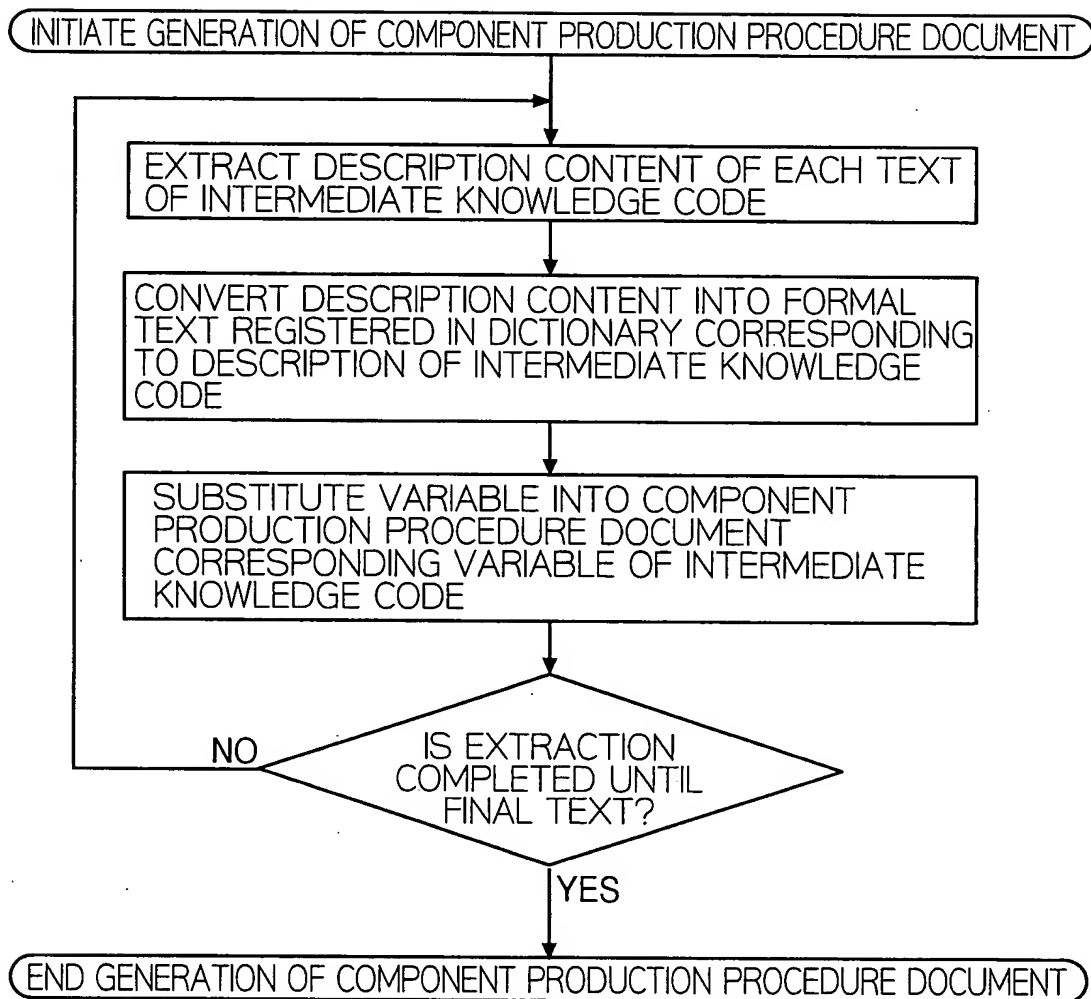 INITIATE GENERATION OF COMPONENT PRODUCTION PROCEDURE DOCUMENT
EXTRACT DESCRIPTION CONTENT OF EACH TEXT
OF INTERMEDIATE KNOWLEDGE CODE
CONVERT DESCRIPTION CONTENT INTO FORMAL
TEXT REGISTERED IN DICTIONARY CORRESPONDING
TO DESCRIPTION OF INTERMEDIATE KNOWLEDGE
CODE
SUBSTITUTE VARIABLE INTO COMPONENT
PRODUCTION PROCEDURE DOCUMENT
CORRESPONDING VARIABLE OF INTERMEDIATE
KNOWLEDGE CODE
NO
IS EXTRACTION
COMPLETED UNTIL
FINAL TEXT?
YES
END GENERATION OF COMPONENT PRODUCTION PROCEDURE DOCUMENT